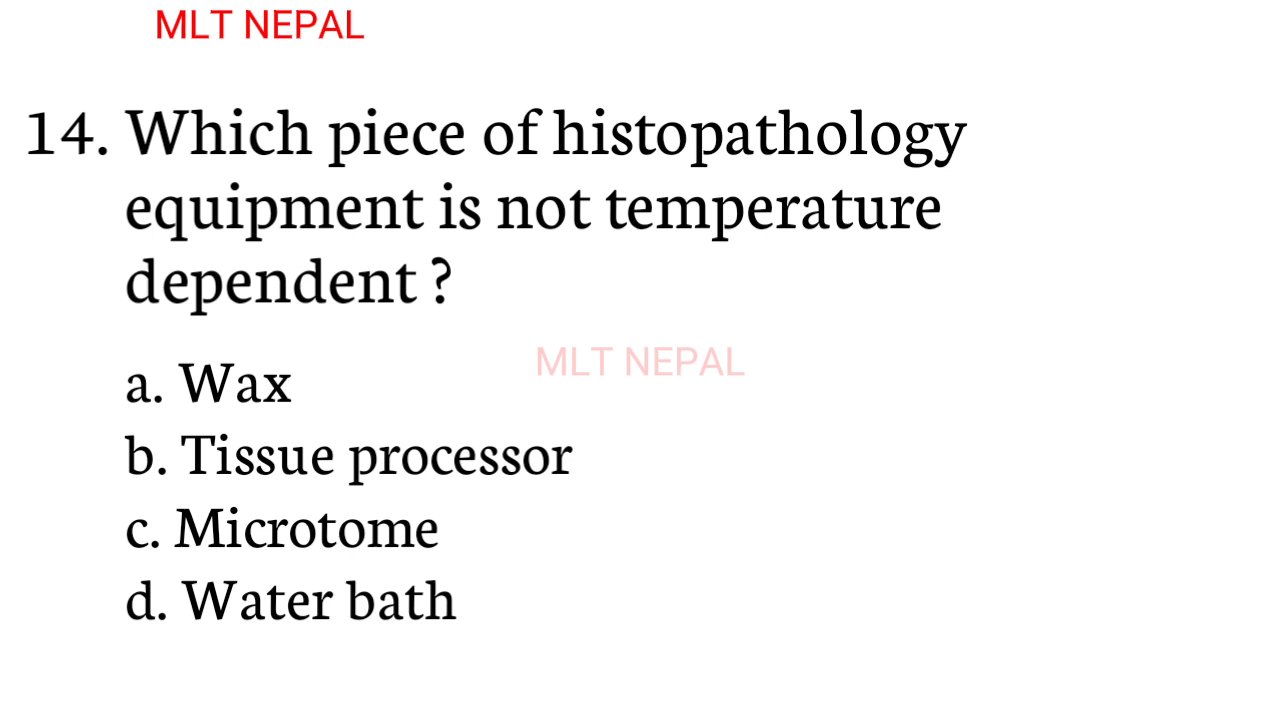 MLT NEPAL
14. Which piece of histopathology
equipment is not temperature
dependent ?
MLT NEPAL
a. Wax
b. Tissue processor
c. Microtome
d. Water bath